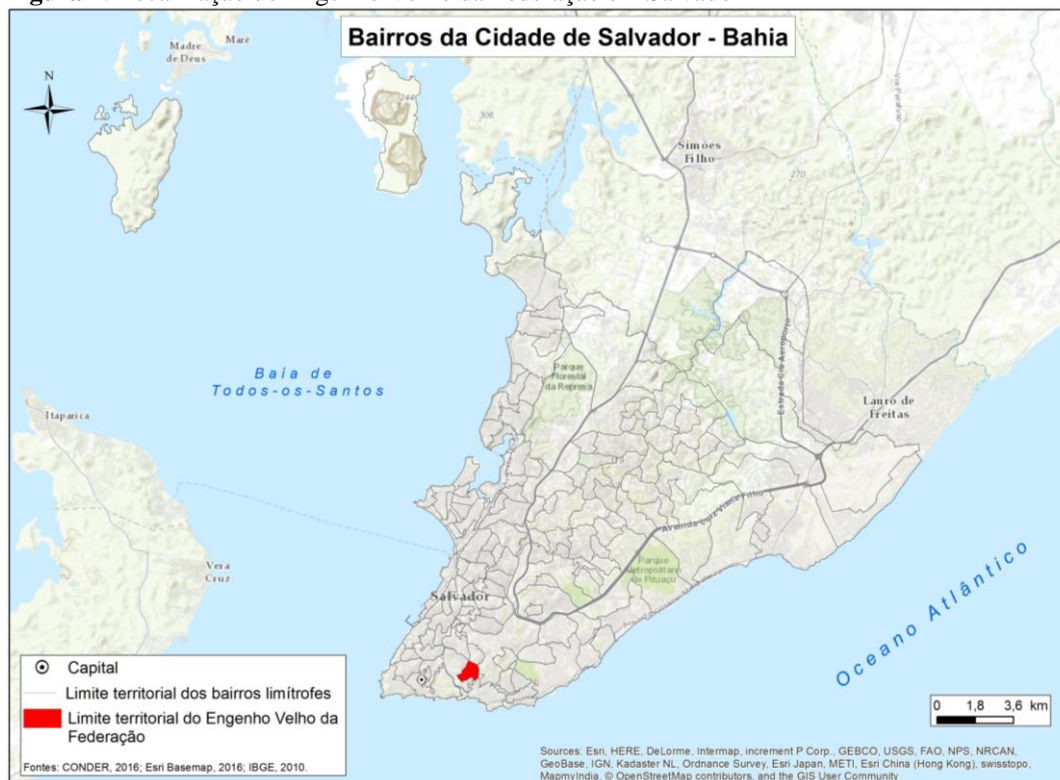 Bairros da Cidade de Salvador - Bahia
Madre
de Deus
Maré
N
244
306
Simões
Filho
270
Baía de
Todos-os-Santos
Parque
Florestal
da Represa
Estrada Cia Aeroporto
Lauro de
Freitas
Itaparica
Avenida Luiz Viana Filho
Parque
Metropolitano
de Pituaçu
Vera
Cruz
Salvador
Oceano Atlântico
Capital
Limite territorial dos bairros limítrofes
Limite territorial do Engenho Velho da
Federação
Fontes: CONDER, 2016; Esri Basemap, 2016; IBGE, 2010.
0 1,8 3,6 km
Sources: Esri, HERE, DeLorme, Intermap, increment P Corp., GEBCO, USGS, FAO, NPS, NRCAN,
GeoBase, IGN, Kadaster NL, Ordnance Survey, Esri Japan, METI, Esri China (Hong Kong), swisstopo,
MapmyIndia, © OpenStreetMap contributors, and the GIS User Community